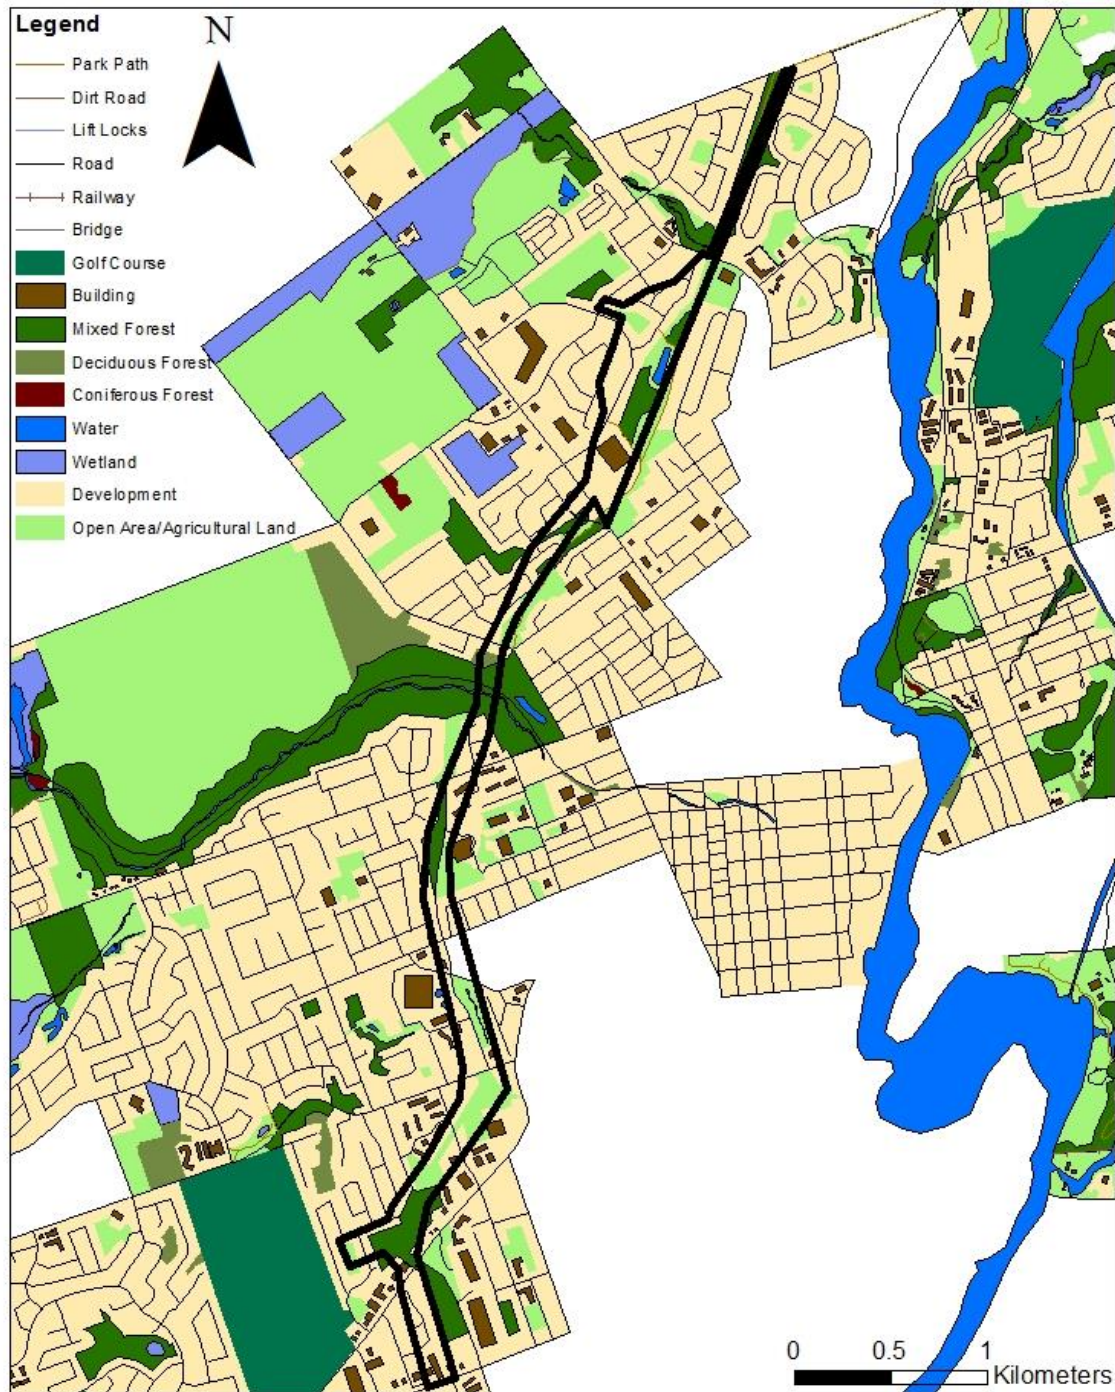 Legend
N
Park Path
Dirt Road
Lift Locks
Road
Railway
Bridge
Golf Course
Building
Mixed Forest
Deciduous Forest
Coniferous Forest
Water
Wetland
Development
Open Area/Agricultural Land
0 0.5 1
Kilometers